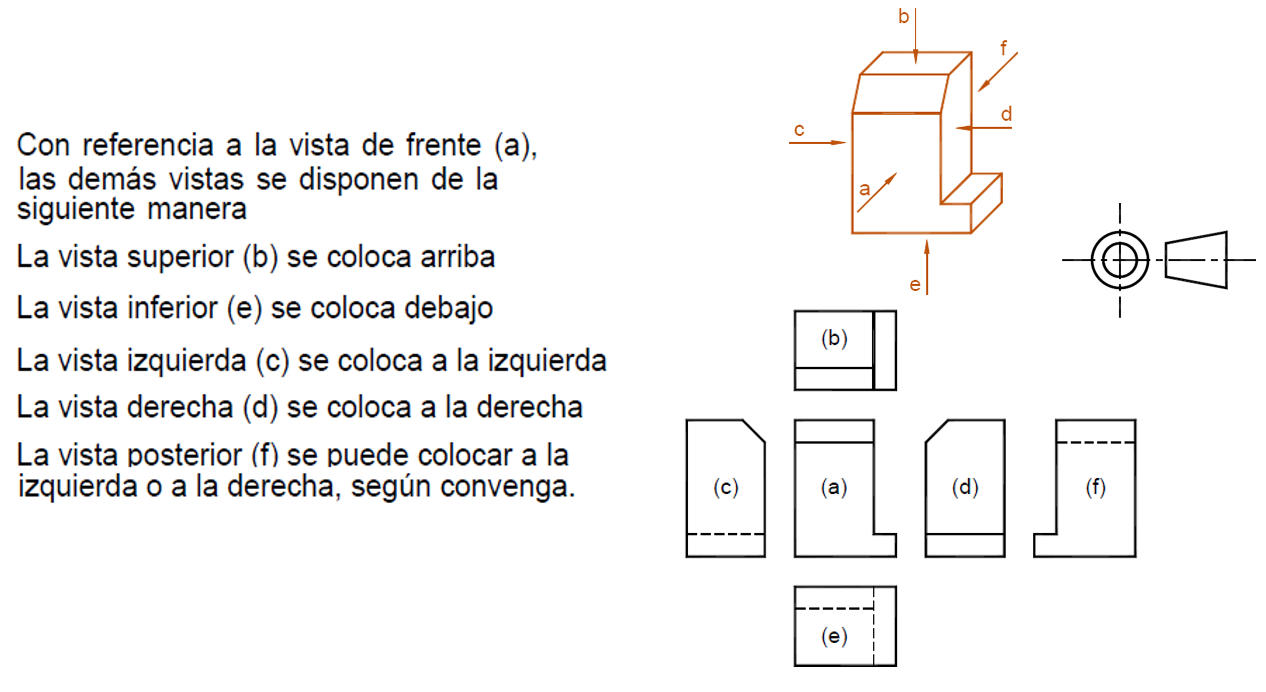 Con referencia a la vista de frente (a),
las demás vistas se disponen de la
siguiente manera
La vista superior (b) se coloca arriba
La vista inferior (e) se coloca debajo
La vista izquierda (c) se coloca a la izquierda
La vista derecha (d) se coloca a la derecha
La vista posterior (f) se puede colocar a la
izquierda o a la derecha, según convenga.
b
f
d
c
a
e
(b)
(c)
(a)
(d)
(f)
(e)